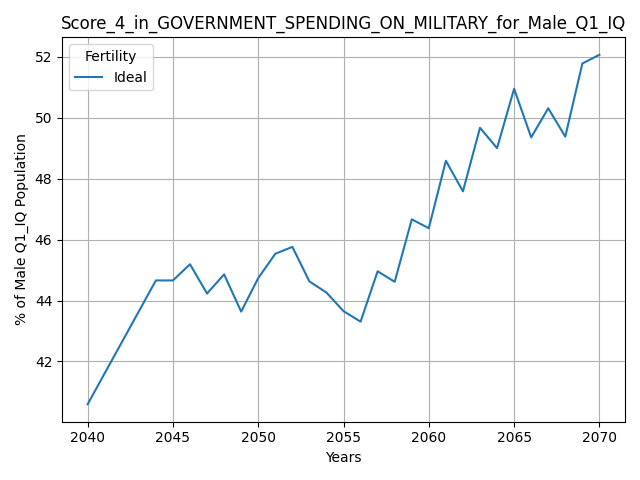 Score_4_in_GOVERNMENT_SPENDING_ON_MILITARY_for_Male_Q1_IQ
Fertility
Ideal
% of Male Q1_IQ Population
52
50
48
46
44
42
2040 2045 2050 2055 2060 2065 2070
Years